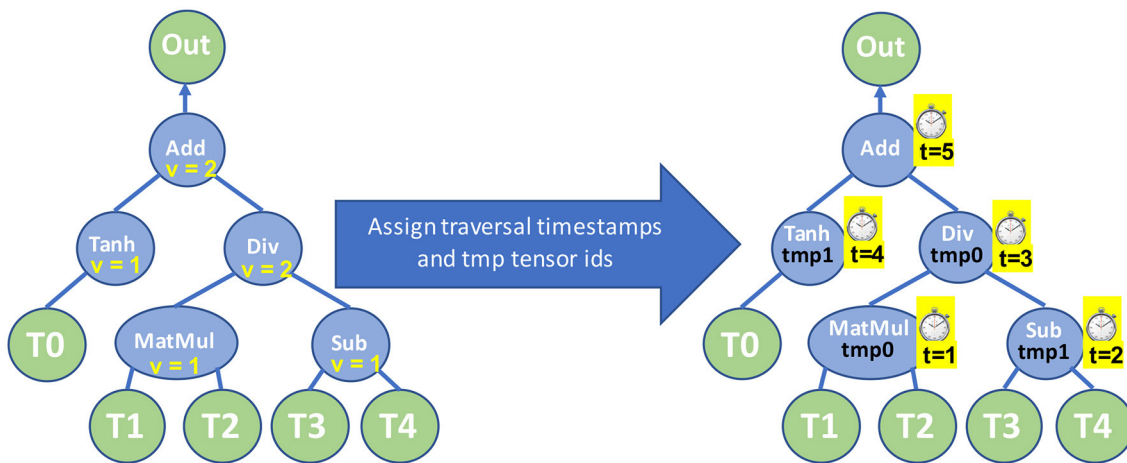 Out
Add
v = 2
Tanh
v = 1
Div
v = 2
T0
MatMul
v = 1
Sub
v = 1
T1
T2
T3
T4
Assign traversal timestamps
and tmp tensor ids
Out
Add
t=5
Tanh
tmp1
t=4
Div
tmp0
t=3
T0
MatMul
tmp0
t=1
Sub
tmp1
t=2
T1
T2
T3
T4